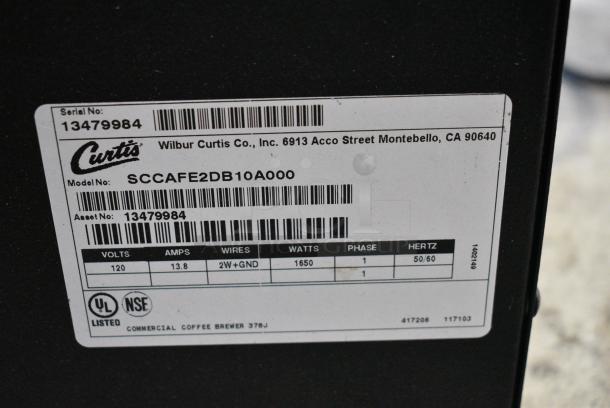 Serial No:
13479984
Curtis
Wilbur Curtis Co., Inc. 6913 Acco Street Montebello, CA 90640
Model No: SCCAFE2DB10A000
Asset No: 13479984
VOLTS AMPS WIRES WATTS PHASE HERTZ
120 13.8 2W+GND 1650 1 50/60
1
1402149
UL
LISTED
NSF
COMMERCIAL COFFEE BREWER 378J
417206 117103